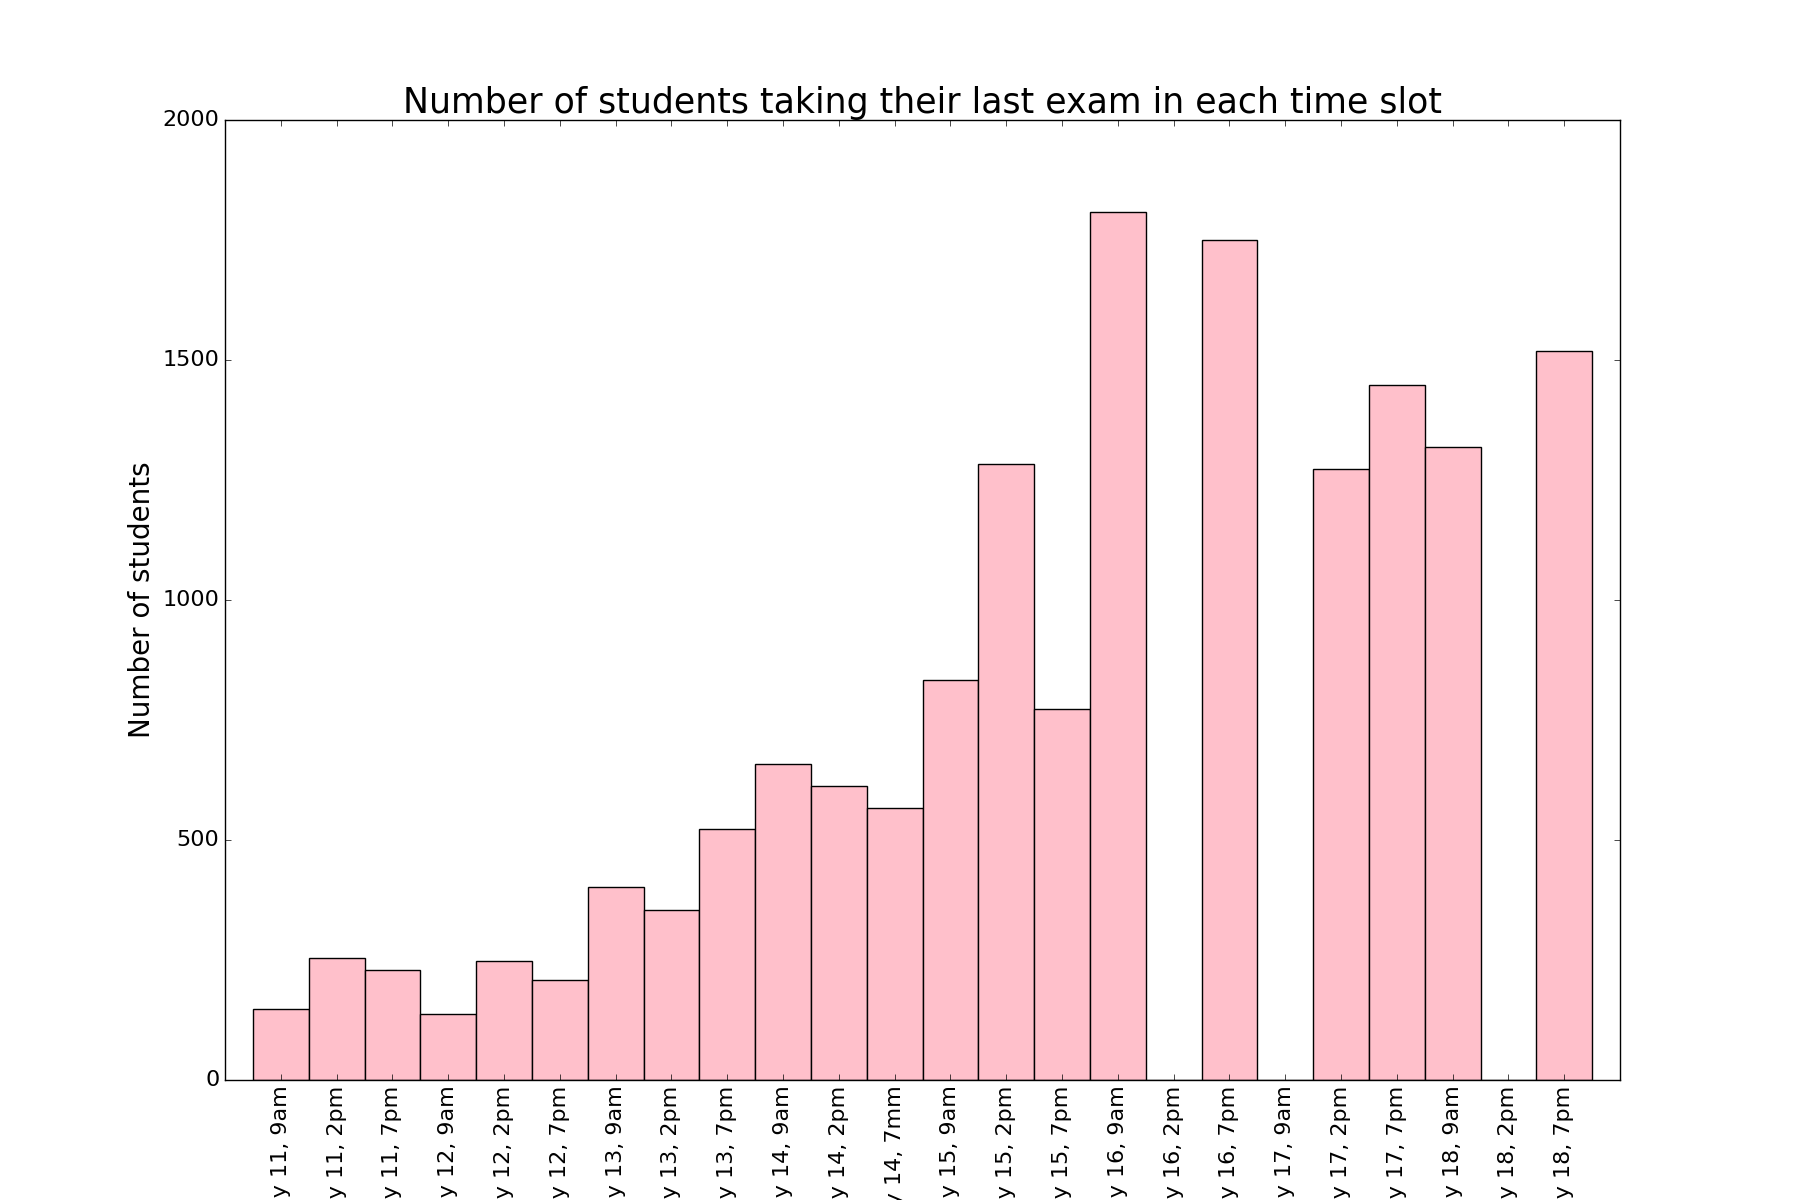 Number of students taking their last exam in each time slot
Number of students
2000
1500
1000
500
0
y 11, 9am
y 11, 2pm
y 11, 7pm
y 12, 9am
y 12, 2pm
y 12, 7pm
y 13, 9am
y 13, 2pm
y 13, 7pm
y 14, 9am
y 14, 2pm
y 14, 7mm
y 15, 9am
y 15, 2pm
y 15, 7pm
y 16, 9am
y 16, 2pm
y 16, 7pm
y 17, 9am
y 17, 2pm
y 17, 7pm
y 18, 9am
y 18, 2pm
y 18, 7pm